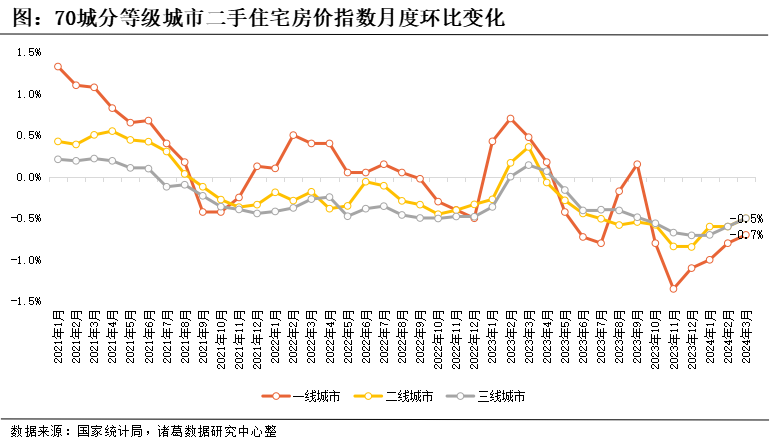 图：70城分等级城市二手住宅房价指数月度环比变化
1.5%
1.0%
0.5%
0.0%
-0.5%
-1.0%
-1.5%
-0.5%
-0.7%
2021年1月
2021年2月
2021年3月
2021年4月
2021年5月
2021年6月
2021年7月
2021年8月
2021年9月
2021年10月
2021年11月
2021年12月
2022年1月
2022年2月
2022年3月
2022年4月
2022年5月
2022年6月
2022年7月
2022年8月
2022年9月
2022年10月
2022年11月
2022年12月
2023年1月
2023年2月
2023年3月
2023年4月
2023年5月
2023年6月
2023年7月
2023年8月
2023年9月
2023年10月
2023年11月
2023年12月
2024年1月
2024年2月
2024年3月
一线城市 二线城市 三线城市
数据来源：国家统计局，诸葛数据研究中心整